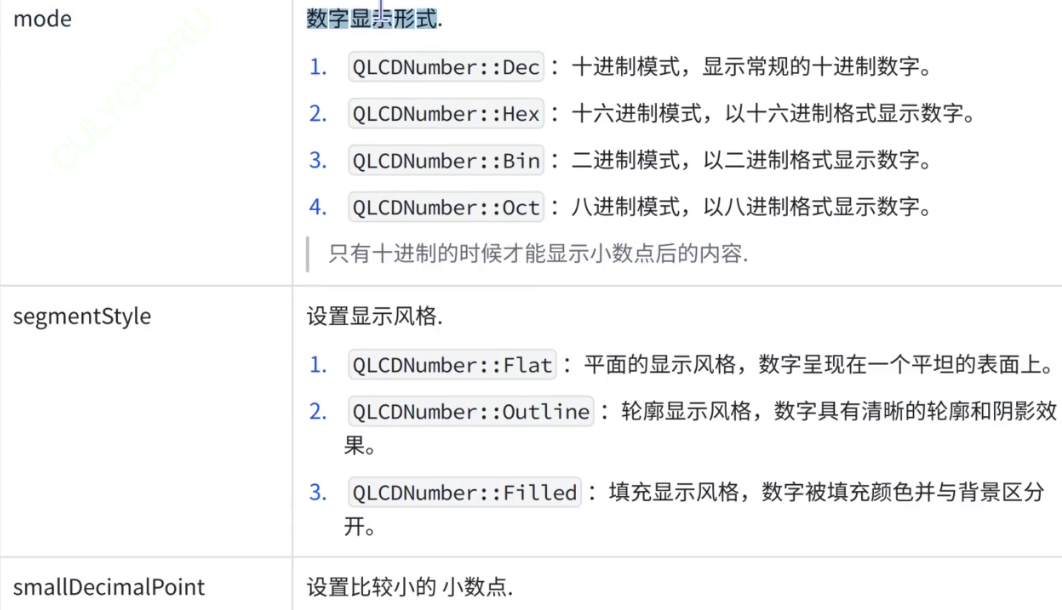 mode
数字显示形式.
1. QLCDNumber::Dec：十进制模式，显示常规的十进制数字。
2. QLCDNumber::Hex：十六进制模式，以十六进制格式显示数字。
3. QLCDNumber::Bin：二进制模式，以二进制格式显示数字。
4. QLCDNumber::Oct：八进制模式，以八进制格式显示数字。
只有十进制的时候才能显示小数点后的内容.
segmentStyle
设置显示风格.
1. QLCDNumber::Flat：平面的显示风格，数字呈现在一个平坦的表面上。
2. QLCDNumber::Outline：轮廓显示风格，数字具有清晰的轮廓和阴影效
果。
3. QLCDNumber::Filled：填充显示风格，数字被填充颜色并与背景区分
开。
smallDecimalPoint
设置比较小的 小数点.